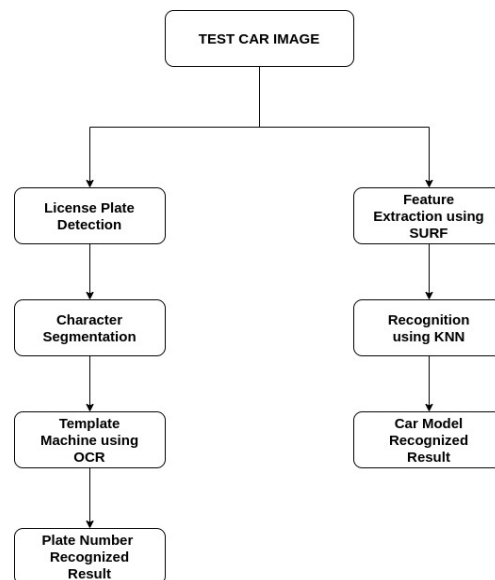 TEST CAR IMAGE
License Plate
Detection
Character
Segmentation
Template
Machine using
OCR
Plate Number
Recognized
Result
Feature
Extraction using
SURF
Recognition
using KNN
Car Model
Recognized
Result